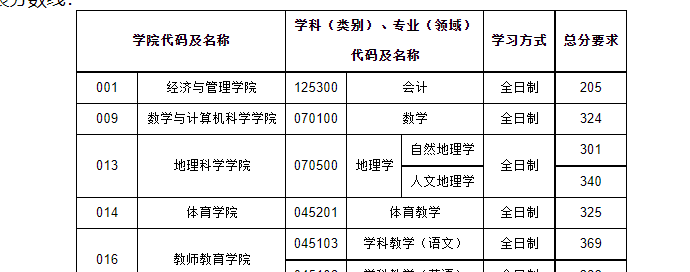 分数线:
学院代码及名称 学科（类别）、专业（领域）代码及名称 学习方式 总分要求
001 经济与管理学院 125300 会计 全日制 205
009 数学与计算机科学学院 070100 数学 全日制 324
013 地理科学学院 070500 地理学 自然地理学 全日制 301
人文地理学 340
014 体育学院 045201 体育教学 全日制 325
016 教师教育学院 045103 学科教学（语文） 全日制 369